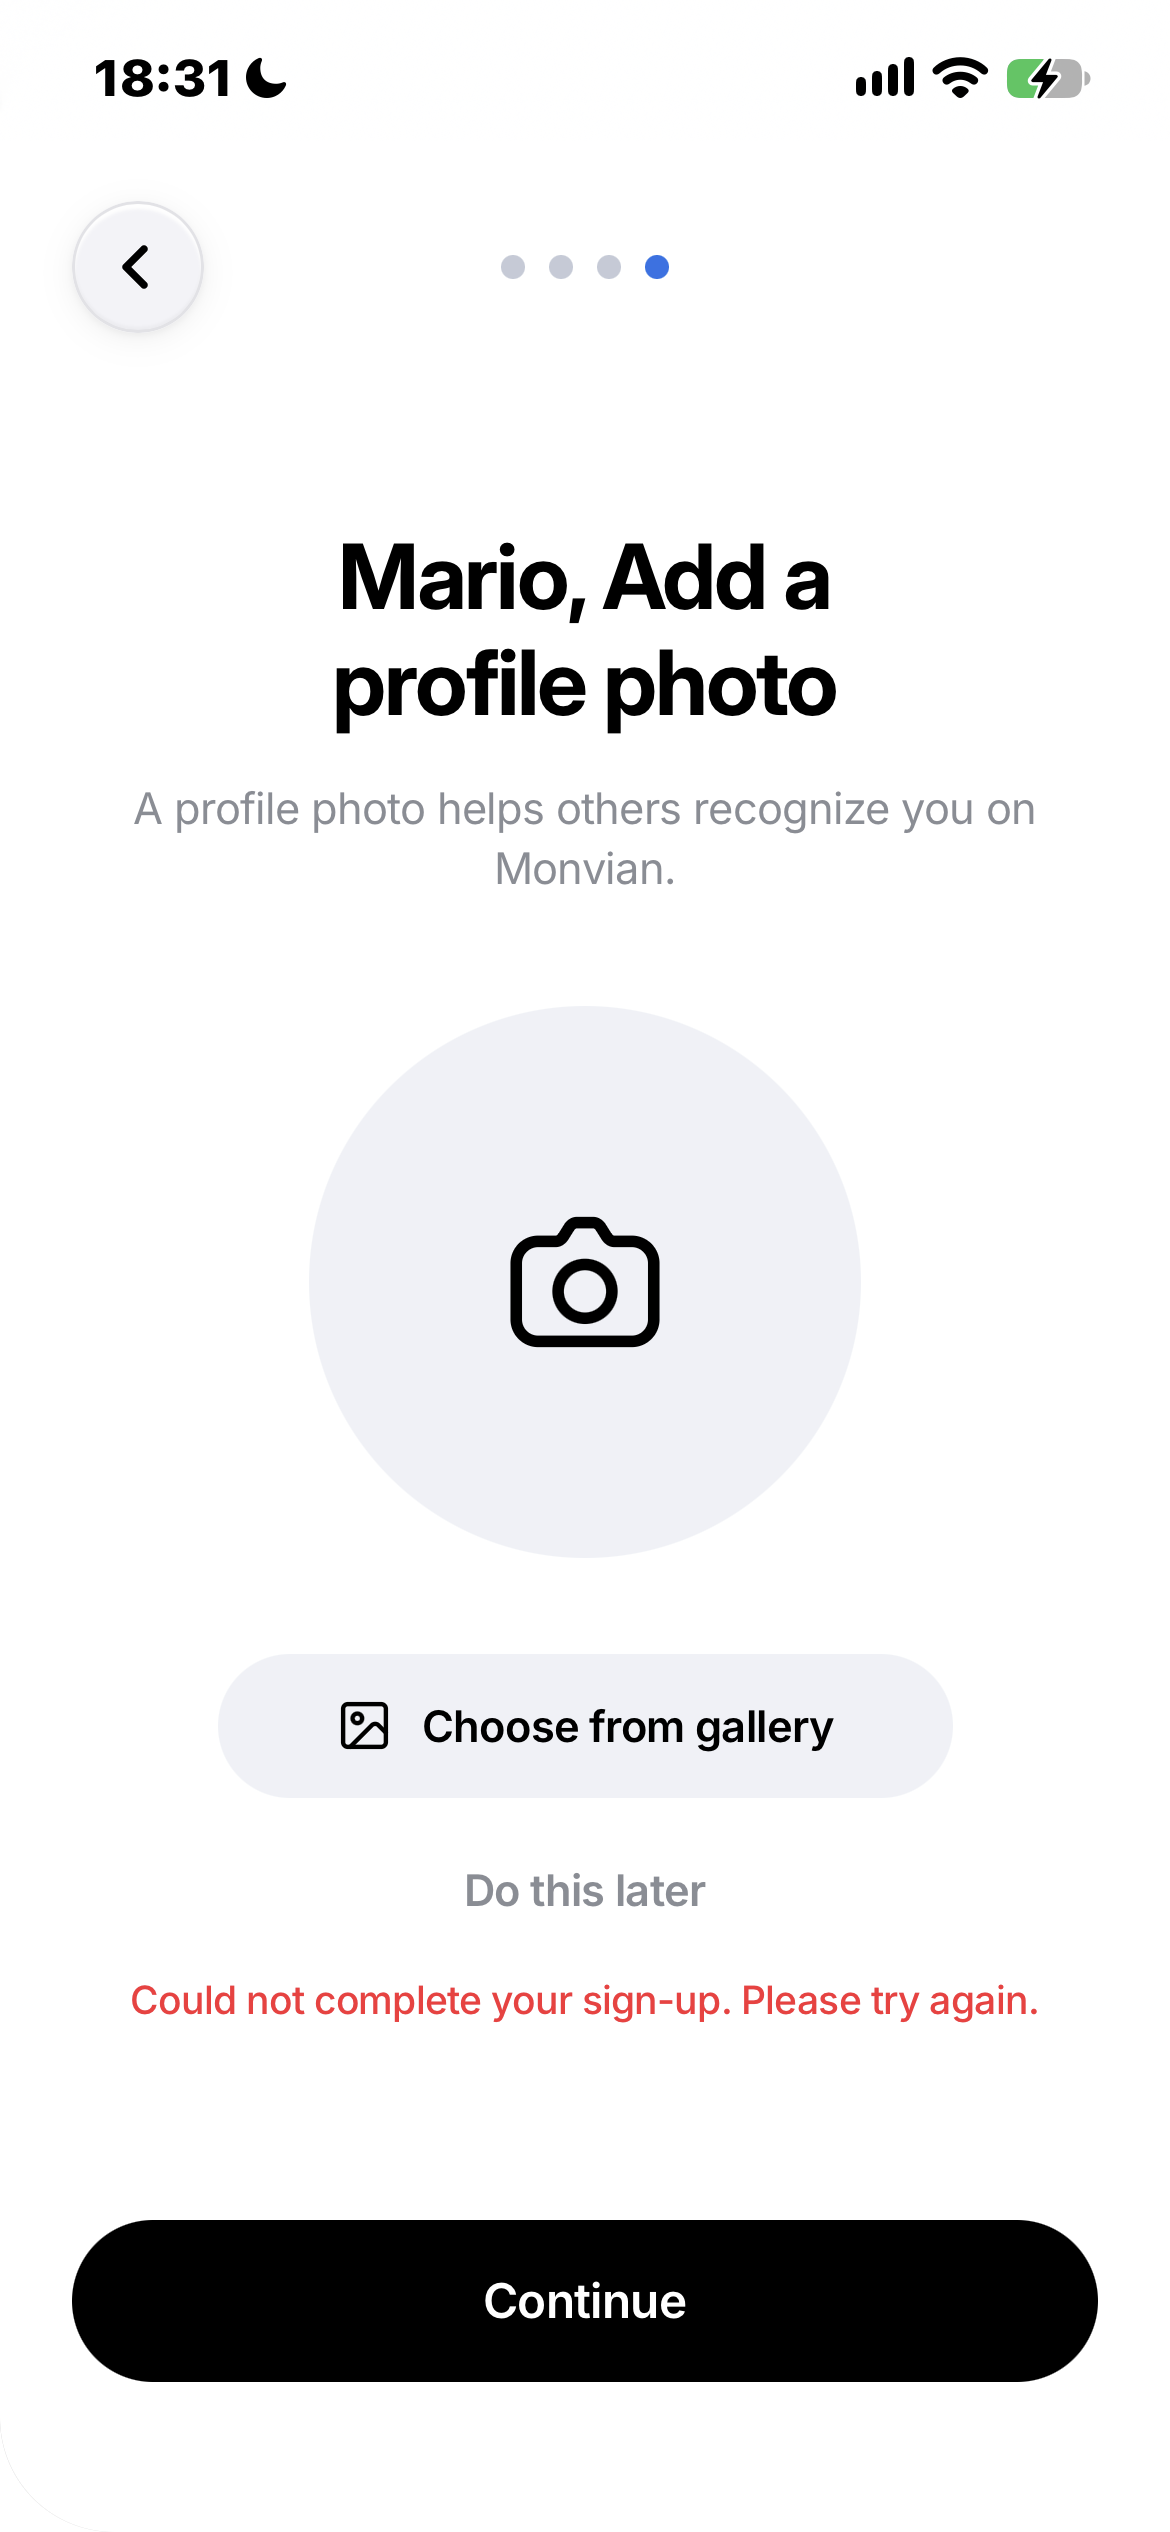 18:31
Mario, Add a
profile photo
A profile photo helps others recognize you on
Monvian.
Choose from gallery
Do this later
Could not complete your sign-up. Please try again.
Continue